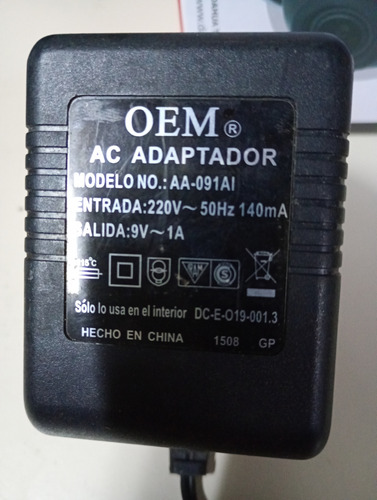 OEM®
AC ADAPTADOR
MODELO NO.: AA-091AI
ENTRADA:220V～ 50Hz 140mA
SALIDA:9V～ 1A
115°C
S
Sólo lo usa en el interior DC-E-O19-001.3
HECHO EN CHINA 1508 GP